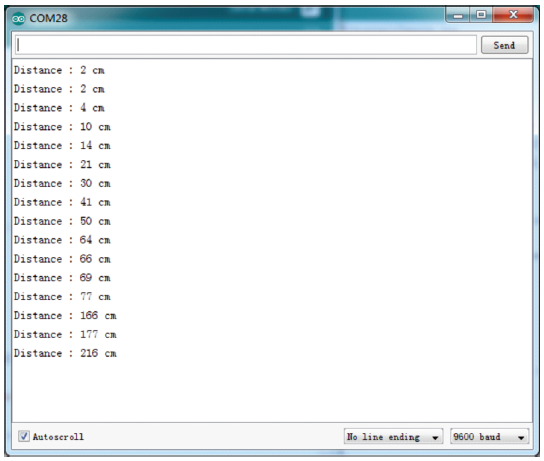 COM28
Send
Distance : 2 cm
Distance : 2 cm
Distance : 4 cm
Distance : 10 cm
Distance : 14 cm
Distance : 21 cm
Distance : 30 cm
Distance : 41 cm
Distance : 50 cm
Distance : 64 cm
Distance : 66 cm
Distance : 69 cm
Distance : 77 cm
Distance : 166 cm
Distance : 177 cm
Distance : 216 cm
Autoscroll No line ending 9600 baud